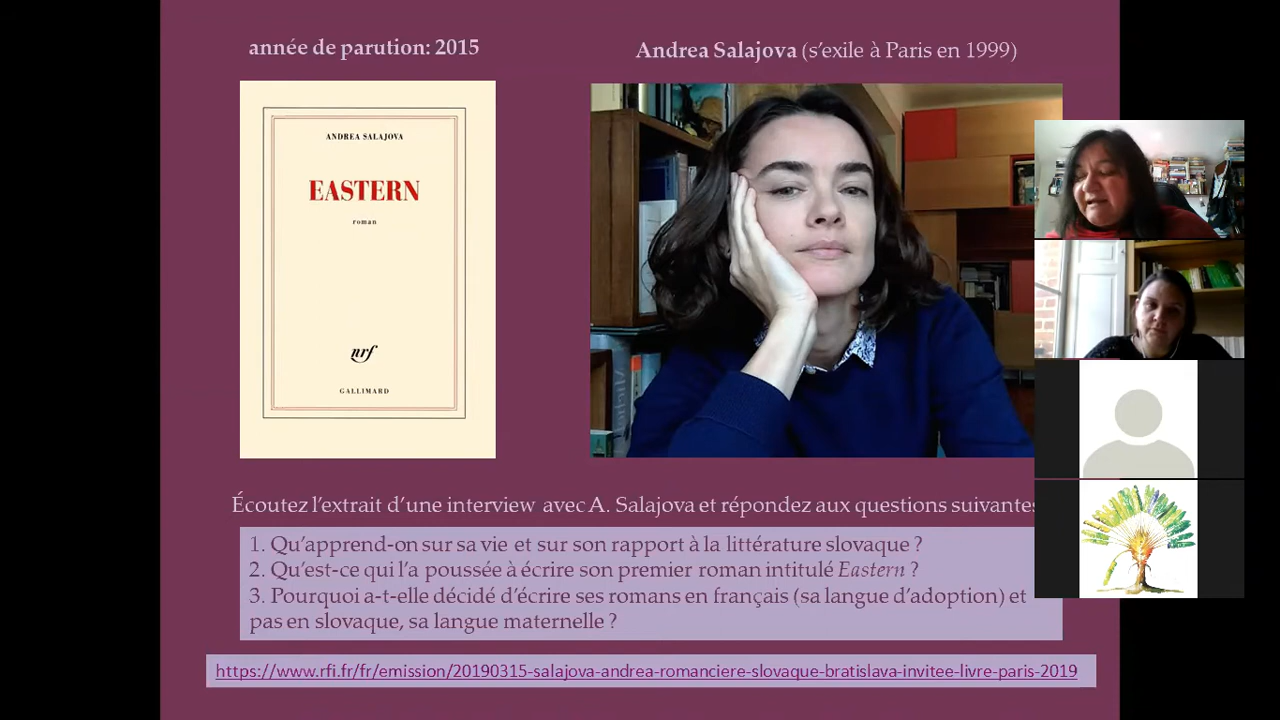 année de parution: 2015
Andrea Salajova (s'exile à Paris en 1999)
ANDREA SALAJOVA
EASTERN
roman
nrf
GALLIMARD
Écoutez l'extrait d'une interview avec A. Salajova et répondez aux questions suivantes
1. Qu'apprend-on sur sa vie et sur son rapport à la littérature slovaque ?
2. Qu'est-ce qui l'a poussée à écrire son premier roman intitulé Eastern ?
3. Pourquoi a-t-elle décidé d'écrire ses romans en français (sa langue d'adoption) et
pas en slovaque, sa langue maternelle ?
https://www.rfi.fr/fr/emission/20190315-salajova-andrea-romanciere-slovaque-bratislava-invitee-livre-paris-2019